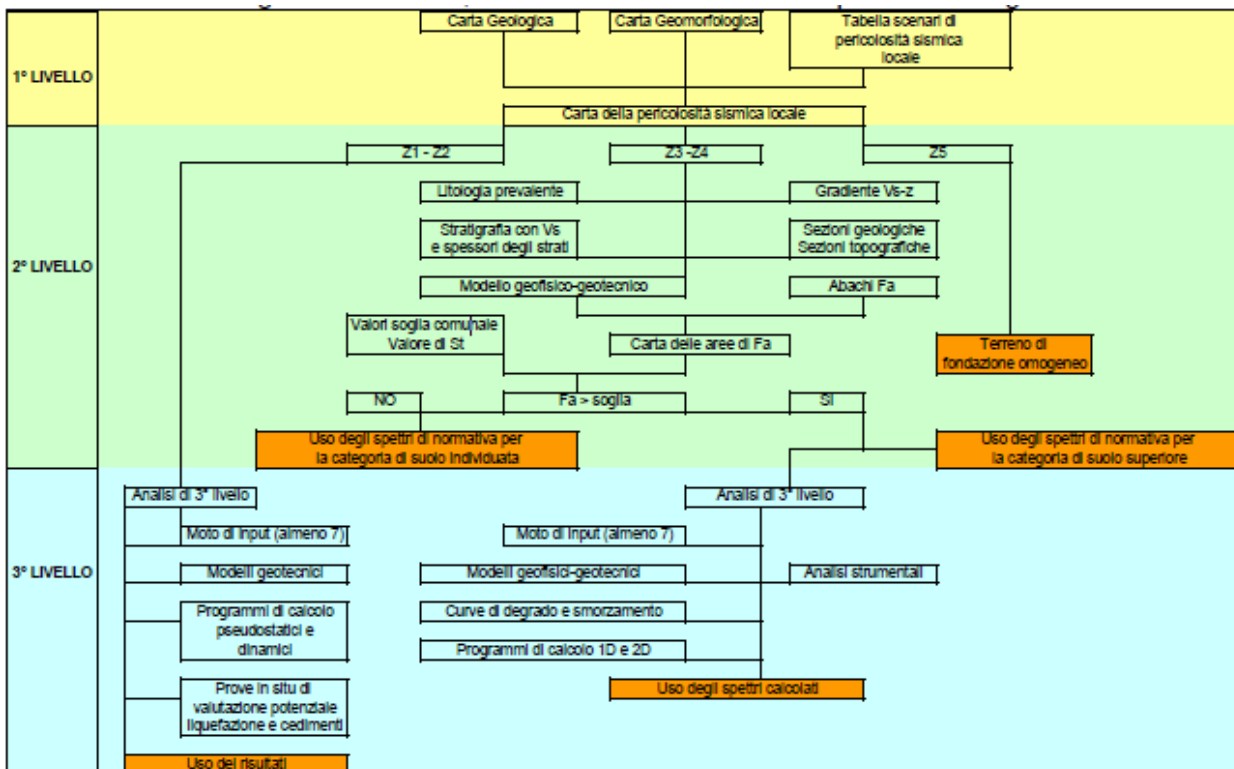 Carta Geologica
Carta Geomorfologica
Tabella scenari di
pericolosità sismica
locale
1° LIVELLO
Carta della pericolosità sismica locale
Z1 - Z2
Z3 -Z4
Z5
Litologia prevalente
Gradiente Vs-z
Stratigrafia con Vs
e spessori degli strati
Sezioni geologiche
Sezioni topografiche
2° LIVELLO
Modello geofisico-geotecnico
Abachi Fa
Valori soglia comunale
Valore di St
Carta delle aree di Fa
Terreno di
fondazione omogeneo
NO
Fa > soglia
SI
Uso degli spettri di normativa per
la categoria di suolo individuata
Uso degli spettri di normativa per
la categoria di suolo superiore
Analisi di 3° livello
Analisi di 3° livello
Moto di input (almeno 7)
Moto di input (almeno 7)
3° LIVELLO
Modelli geotecnici
Modelli geofisici-geotecnici
Analisi strumentali
Programmi di calcolo
pseudostatici e
dinamici
Curve di degrado e smorzamento
Programmi di calcolo 1D e 2D
Prove in situ di
valutazione potenziale
liquefazione e cedimenti
Uso degli spettri calcolati
Uso dei risultati